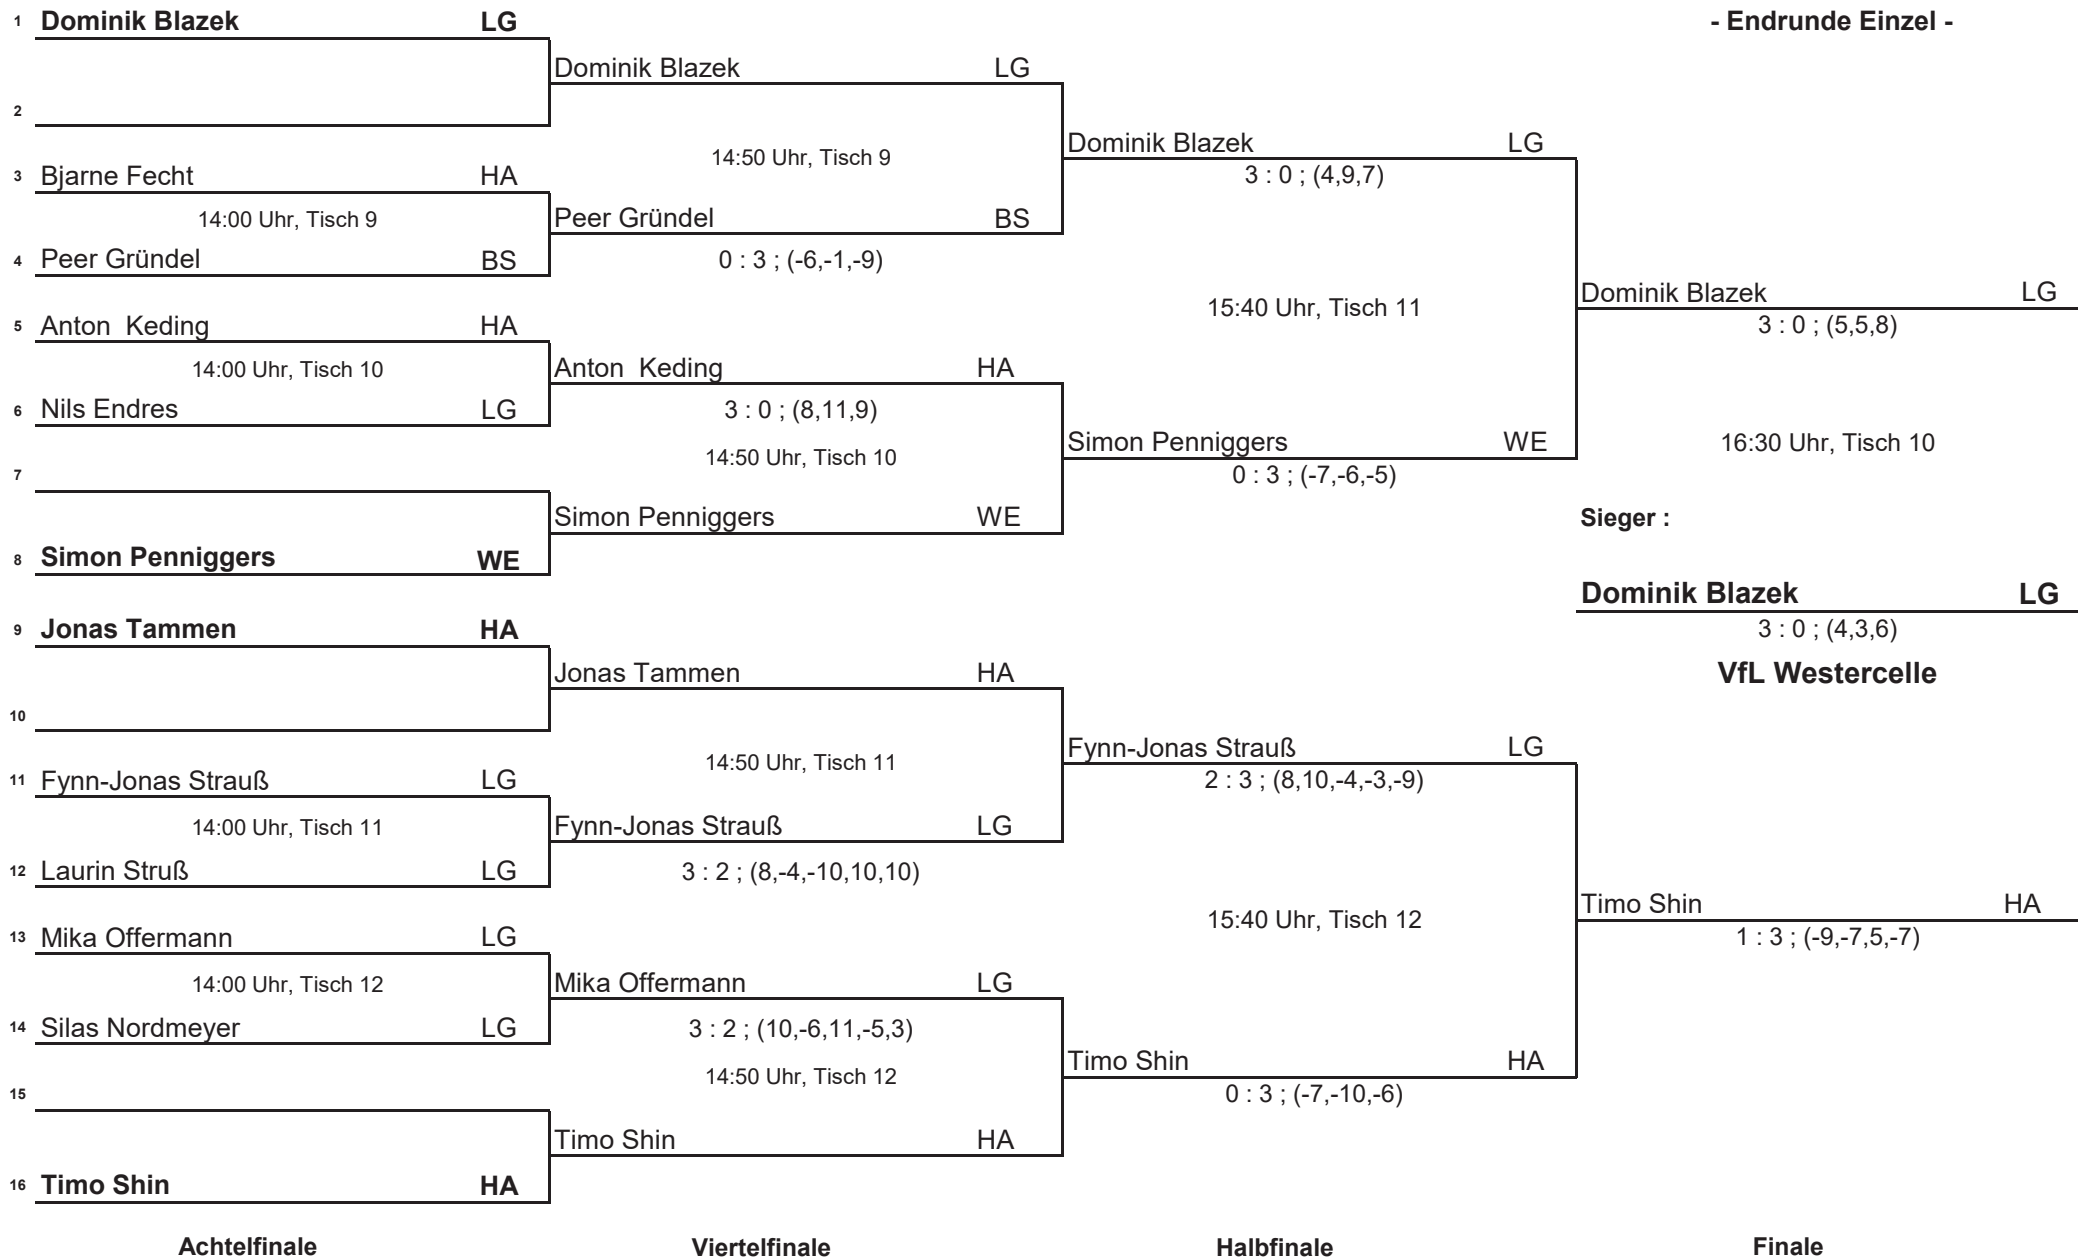 1 Dominik Blazek LG
- Endrunde Einzel -
Dominik Blazek LG
2
14:50 Uhr, Tisch 9
Dominik Blazek LG
3 : 0 ; (4,9,7)
3 Bjarne Fecht HA
14:00 Uhr, Tisch 9
Peer Gründel BS
4 Peer Gründel BS
0 : 3 ; (-6,-1,-9)
15:40 Uhr, Tisch 11
Dominik Blazek LG
3 : 0 ; (5,5,8)
5 Anton  Keding HA
14:00 Uhr, Tisch 10
Anton  Keding HA
6 Nils Endres LG
3 : 0 ; (8,11,9)
14:50 Uhr, Tisch 10
Simon Penniggers WE
0 : 3 ; (-7,-6,-5)
16:30 Uhr, Tisch 10
7
Simon Penniggers WE
Sieger :
8 Simon Penniggers WE
Dominik Blazek LG
3 : 0 ; (4,3,6)
VfL Westercelle
9 Jonas Tammen HA
Jonas Tammen HA
10
14:50 Uhr, Tisch 11
Fynn-Jonas Strauß LG
2 : 3 ; (8,10,-4,-3,-9)
11 Fynn-Jonas Strauß LG
14:00 Uhr, Tisch 11
Fynn-Jonas Strauß LG
12 Laurin Struß LG
3 : 2 ; (8,-4,-10,10,10)
15:40 Uhr, Tisch 12
Timo Shin HA
1 : 3 ; (-9,-7,5,-7)
13 Mika Offermann LG
14:00 Uhr, Tisch 12
Mika Offermann LG
14 Silas Nordmeyer LG
3 : 2 ; (10,-6,11,-5,3)
14:50 Uhr, Tisch 12
Timo Shin HA
0 : 3 ; (-7,-10,-6)
15
Timo Shin HA
16 Timo Shin HA
Achtelfinale Viertelfinale Halbfinale Finale